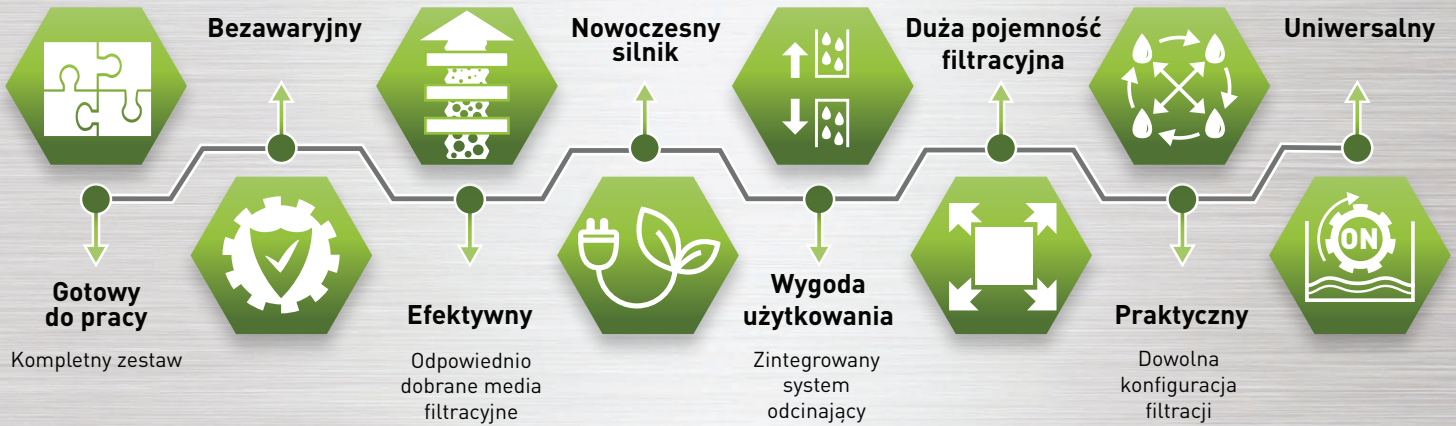 Bezawaryjny
Nowoczesny
silnik
Duża pojemność
filtracyjna
Uniwersalny
ON
Gotowy
do pracy
Kompletny zestaw
Efektywny
Odpowiednio
dobrane media
filtracyjne
Wygoda
użytkowania
Zintegrowany
system
odcinający
Praktyczny
Dowolna
konfiguracja
filtracji